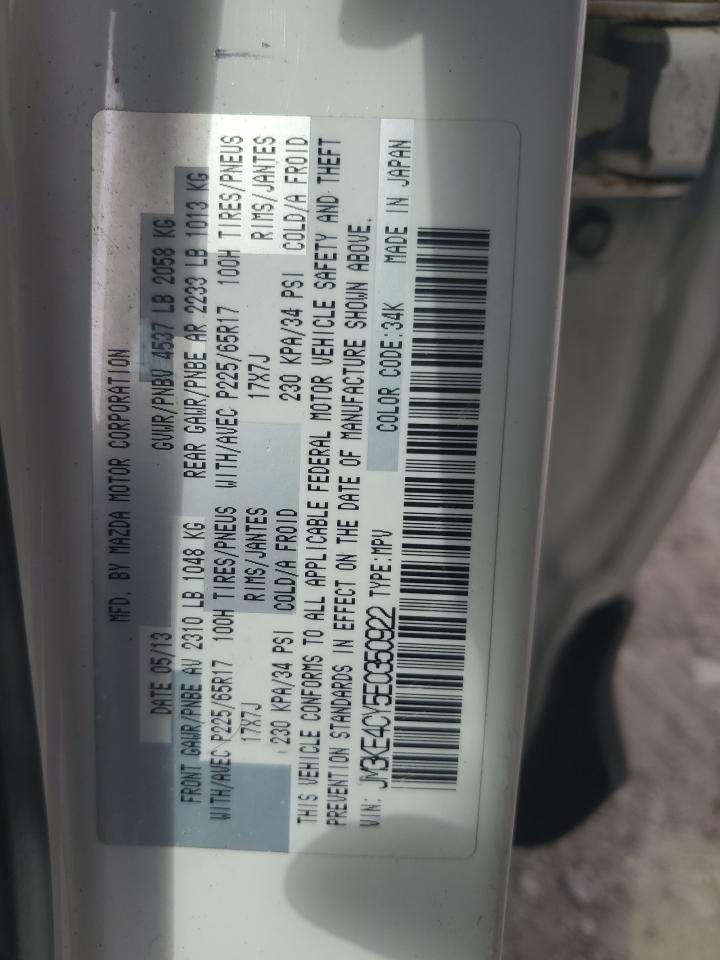 MFD. BY MAZDA MOTOR CORPORATION
DATE 05/13 GVWR/PNBV 4537 LB 2058 KG
FRONT GAWR/PNBE AV 2310 LB 1048 KG REAR GAWR/PNBE AR 2233 LB 1013 KG
WITH/AVEC P225/65R17 100H TIRES/PNEUS WITH/AVEC P225/65R17 100H TIRES/PNEUS
17X7J RIMS/JANTES 17X7J RIMS/JANTES
230 KPA/34 PSI COLD/A FROID 230 KPA/34 PSI COLD/A FROID
THIS VEHICLE CONFORMS TO ALL APPLICABLE FEDERAL MOTOR VEHICLE SAFETY AND THEFT
PREVENTION STANDARDS IN EFFECT ON THE DATE OF MANUFACTURE SHOWN ABOVE.
VIN: JM3KE4CY5E0350922 TYPE:MPV COLOR CODE:34K MADE IN JAPAN